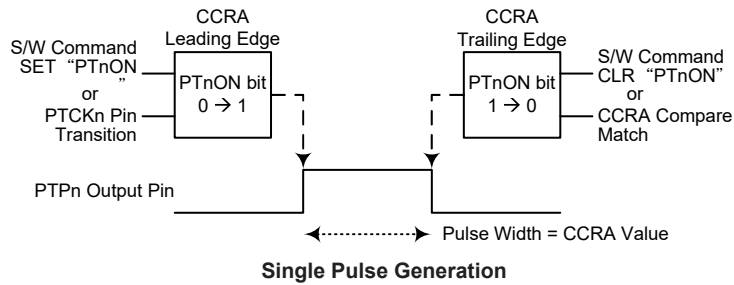 CCRA
Leading Edge
S/W Command
SET “PTnON
”
or
PTCKn Pin
Transition
PTnON bit
0 → 1
CCRA
Trailing Edge
PTnON bit
1 → 0
S/W Command
CLR “PTnON”
or
CCRA Compare
Match
PTPn Output Pin
Pulse Width = CCRA Value
Single Pulse Generation